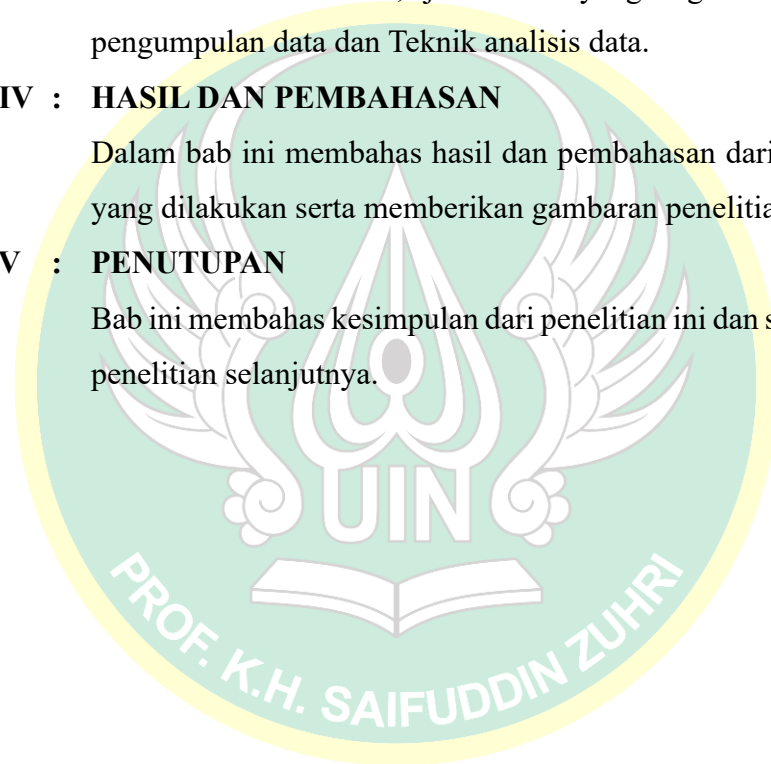 pengumpulan data dan Teknik analisis data.
IV : HASIL DAN PEMBAHASAN
Dalam bab ini membahas hasil dan pembahasan dari
yang dilakukan serta memberikan gambaran
V : PENUTUPAN
Bab ini membahas kesimpulan dari penelitian ini dan
penelitian selanjutnya.
UIN
PROF. K.H. SAIFUDDIN ZUHRI